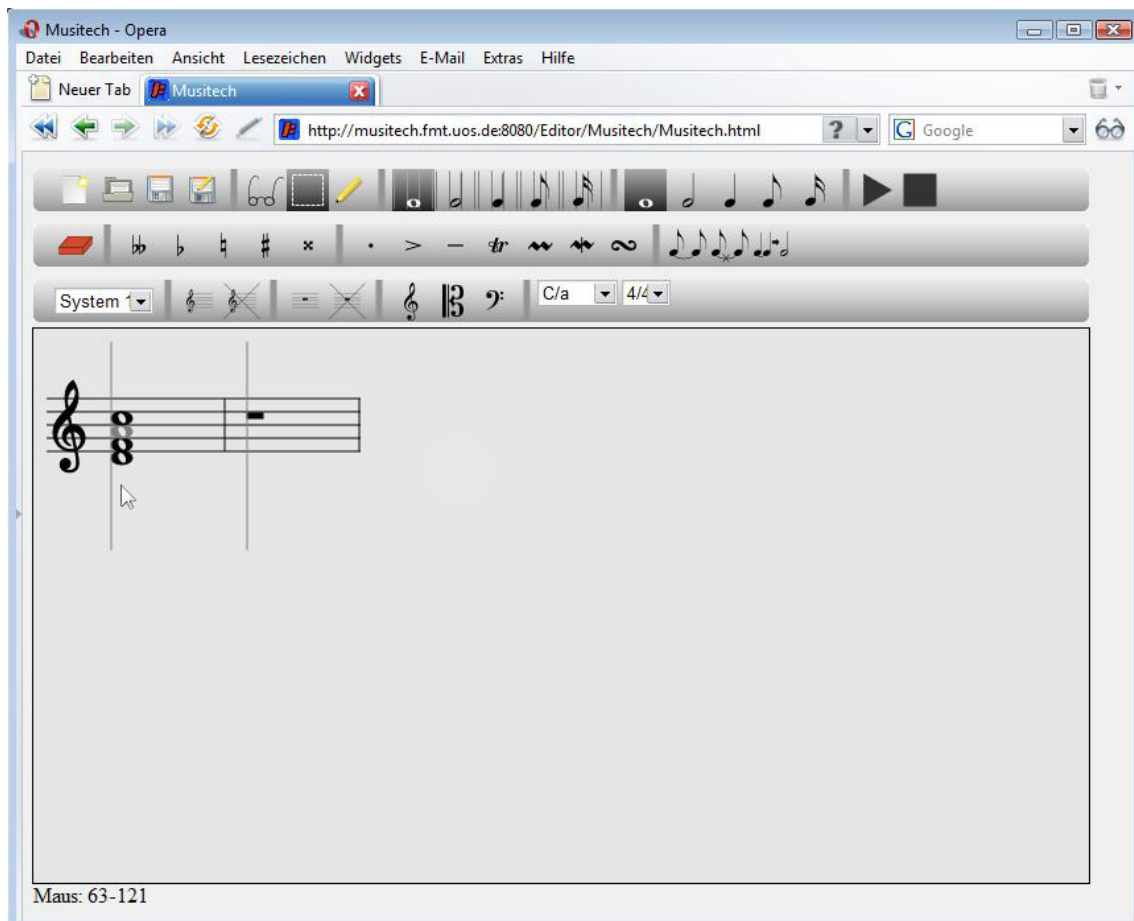 Musitech - Opera
Datei Bearbeiten Ansicht Lesezeichen Widgets E-Mail Extras Hilfe
Neuer Tab Musitech
http://musitech.fmt.uos.de:8080/Editor/Musitech/Musitech.html ? G Google
tr
System 1 C/a 4/4
Maus: 63-121